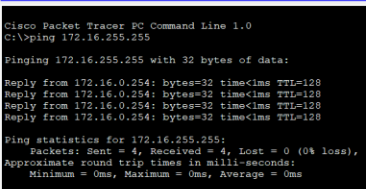 Cisco Packet Tracer PC Command Line 1.0
C:\>ping 172.16.255.255
Pinging 172.16.255.255 with 32 bytes of data:
Reply from 172.16.0.254: bytes=32 time<1ms TTL=128
Reply from 172.16.0.254: bytes=32 time<1ms TTL=128
Reply from 172.16.0.254: bytes=32 time<1ms TTL=128
Reply from 172.16.0.254: bytes=32 time<1ms TTL=128
Ping statistics for 172.16.255.255:
Packets: Sent = 4, Received = 4, Lost = 0 (0% loss),
Approximate round trip times in milli-seconds:
Minimum = 0ms, Maximum = 0ms, Average = 0ms